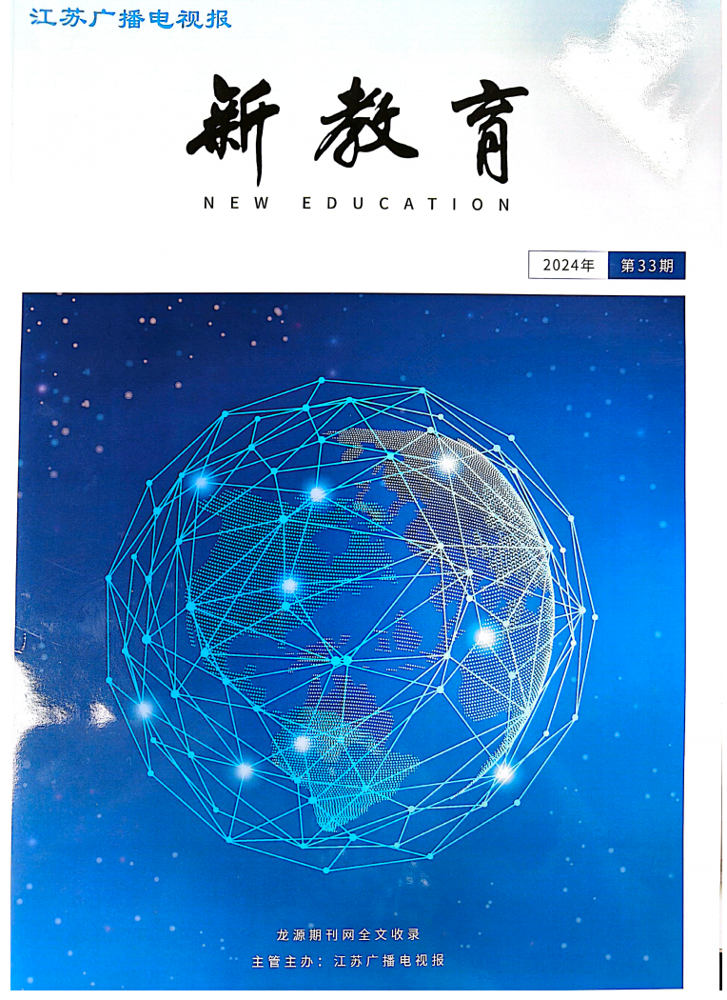 江苏广播电视报
新教育
NEW EDUCATION
2024年 第33期
龙源期刊网全文收录
主管主办：江苏广播电视报